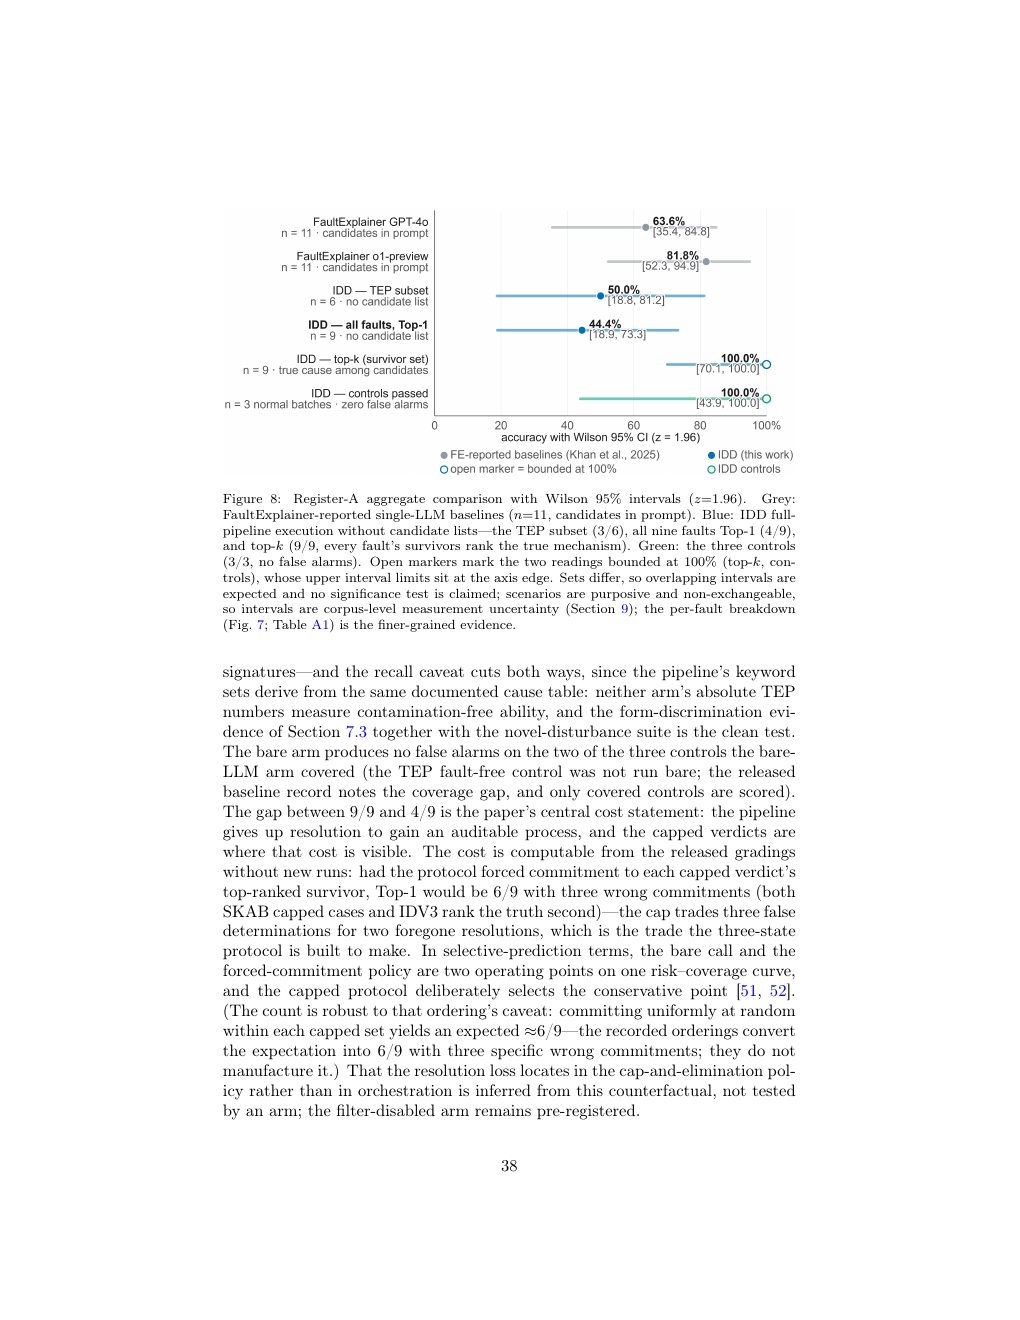 FaultExplainer GPT-4o
n = 11 · candidates in prompt
63.6%
[35.4, 84.8]
FaultExplainer o1-preview
n = 11 · candidates in prompt
81.8%
[52.3, 94.9]
IDD — TEP subset
n = 6 · no candidate list
50.0%
[18.8, 81.2]
IDD — all faults, Top-1
n = 9 · no candidate list
44.4%
[18.9, 73.3]
IDD — top-k (survivor set)
n = 9 · true cause among candidates
100.0%
[70.1, 100.0]
IDD — controls passed
n = 3 normal batches · zero false alarms
100.0%
[43.9, 100.0]
0 20 40 60 80 100%
accuracy with Wilson 95% CI (z = 1.96)
FE-reported baselines (Khan et al., 2025) IDD (this work)
open marker = bounded at 100% IDD controls
Figure 8: Register-A aggregate comparison with Wilson 95% intervals (z=1.96). Grey:
FaultExplainer-reported single-LLM baselines (n=11, candidates in prompt). Blue: IDD full-
pipeline execution without candidate lists—the TEP subset (3/6), all nine faults Top-1 (4/9),
and top-k (9/9, every fault's survivors rank the true mechanism). Green: the three controls
(3/3, no false alarms). Open markers mark the two readings bounded at 100% (top-k, con-
trols), whose upper interval limits sit at the axis edge. Sets differ, so overlapping intervals are
expected and no significance test is claimed; scenarios are purposive and non-exchangeable,
so intervals are corpus-level measurement uncertainty (Section 9); the per-fault breakdown
(Fig. 7; Table A1) is the finer-grained evidence.
signatures—and the recall caveat cuts both ways, since the pipeline's keyword
sets derive from the same documented cause table: neither arm's absolute TEP
numbers measure contamination-free ability, and the form-discrimination evi-
dence of Section 7.3 together with the novel-disturbance suite is the clean test.
The bare arm produces no false alarms on the two of the three controls the bare-
LLM arm covered (the TEP fault-free control was not run bare; the released
baseline record notes the coverage gap, and only covered controls are scored).
The gap between 9/9 and 4/9 is the paper's central cost statement: the pipeline
gives up resolution to gain an auditable process, and the capped verdicts are
where that cost is visible. The cost is computable from the released gradings
without new runs: had the protocol forced commitment to each capped verdict's
top-ranked survivor, Top-1 would be 6/9 with three wrong commitments (both
SKAB capped cases and IDV3 rank the truth second)—the cap trades three false
determinations for two foregone resolutions, which is the trade the three-state
protocol is built to make. In selective-prediction terms, the bare call and the
forced-commitment policy are two operating points on one risk–coverage curve,
and the capped protocol deliberately selects the conservative point [51, 52].
(The count is robust to that ordering's caveat: committing uniformly at random
within each capped set yields an expected ≈6/9—the recorded orderings convert
the expectation into 6/9 with three specific wrong commitments; they do not
manufacture it.) That the resolution loss locates in the cap-and-elimination pol-
icy rather than in orchestration is inferred from this counterfactual, not tested
by an arm; the filter-disabled arm remains pre-registered.
38